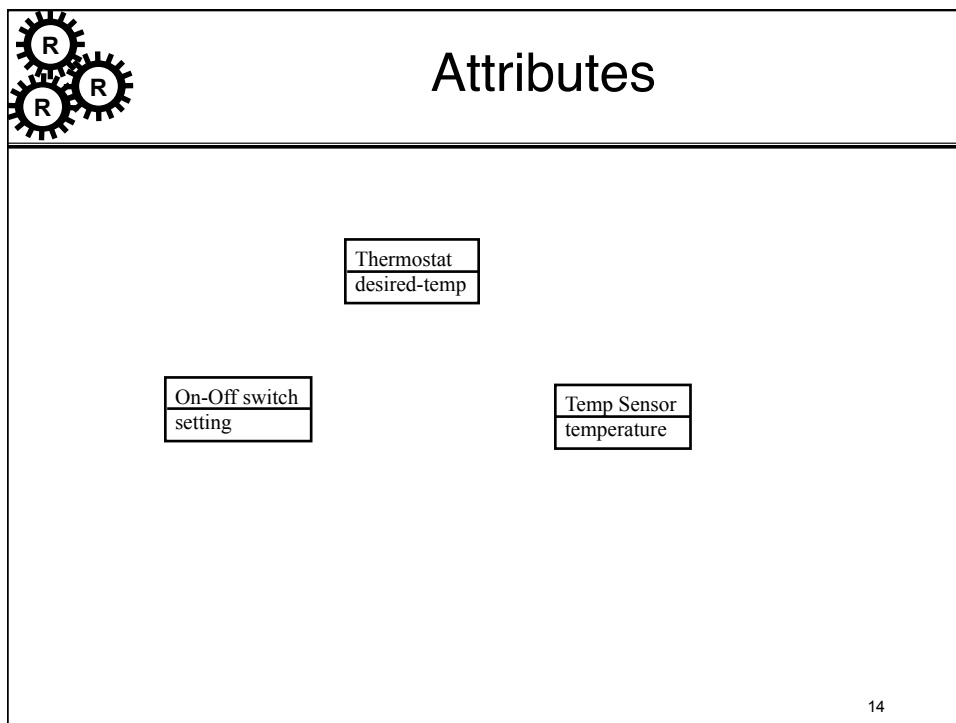 R
R
R
Attributes
Thermostat
desired-temp
On-Off switch
setting
Temp Sensor
temperature
14